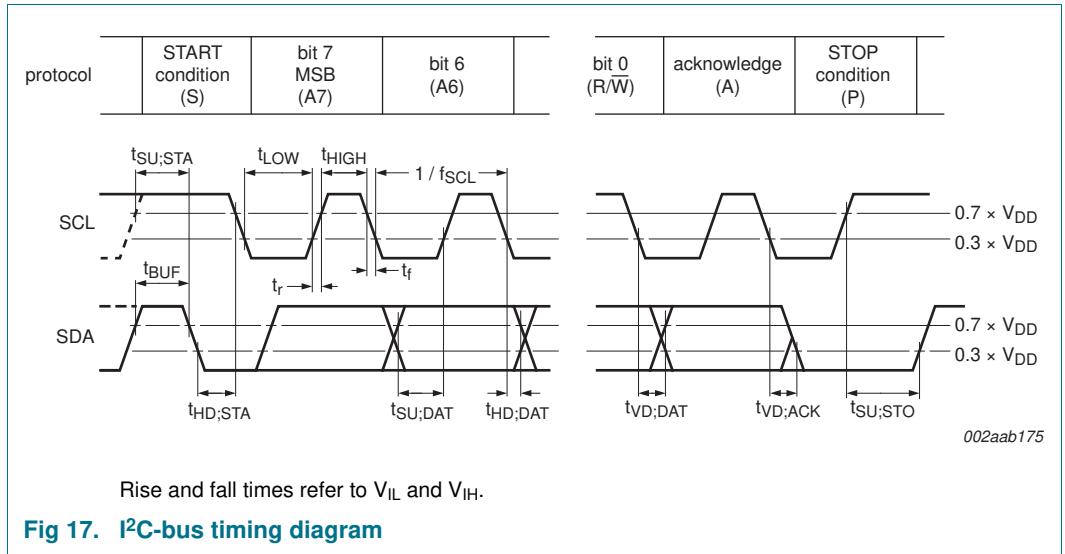 protocol
START
condition
(S)
bit 7
MSB
(A7)
bit 6
(A6)
bit 0
(R/W̅)
acknowledge
(A)
STOP
condition
(P)
tSU;STA
tLOW
tHIGH
1 / fSCL
SCL
0.7 × VDD
0.3 × VDD
tBUF
tr
tf
SDA
0.7 × VDD
0.3 × VDD
tHD;STA
tSU;DAT
tHD;DAT
tVD;DAT
tVD;ACK
tSU;STO
002aab175
Rise and fall times refer to VIL and VIH.
Fig 17. I²C-bus timing diagram